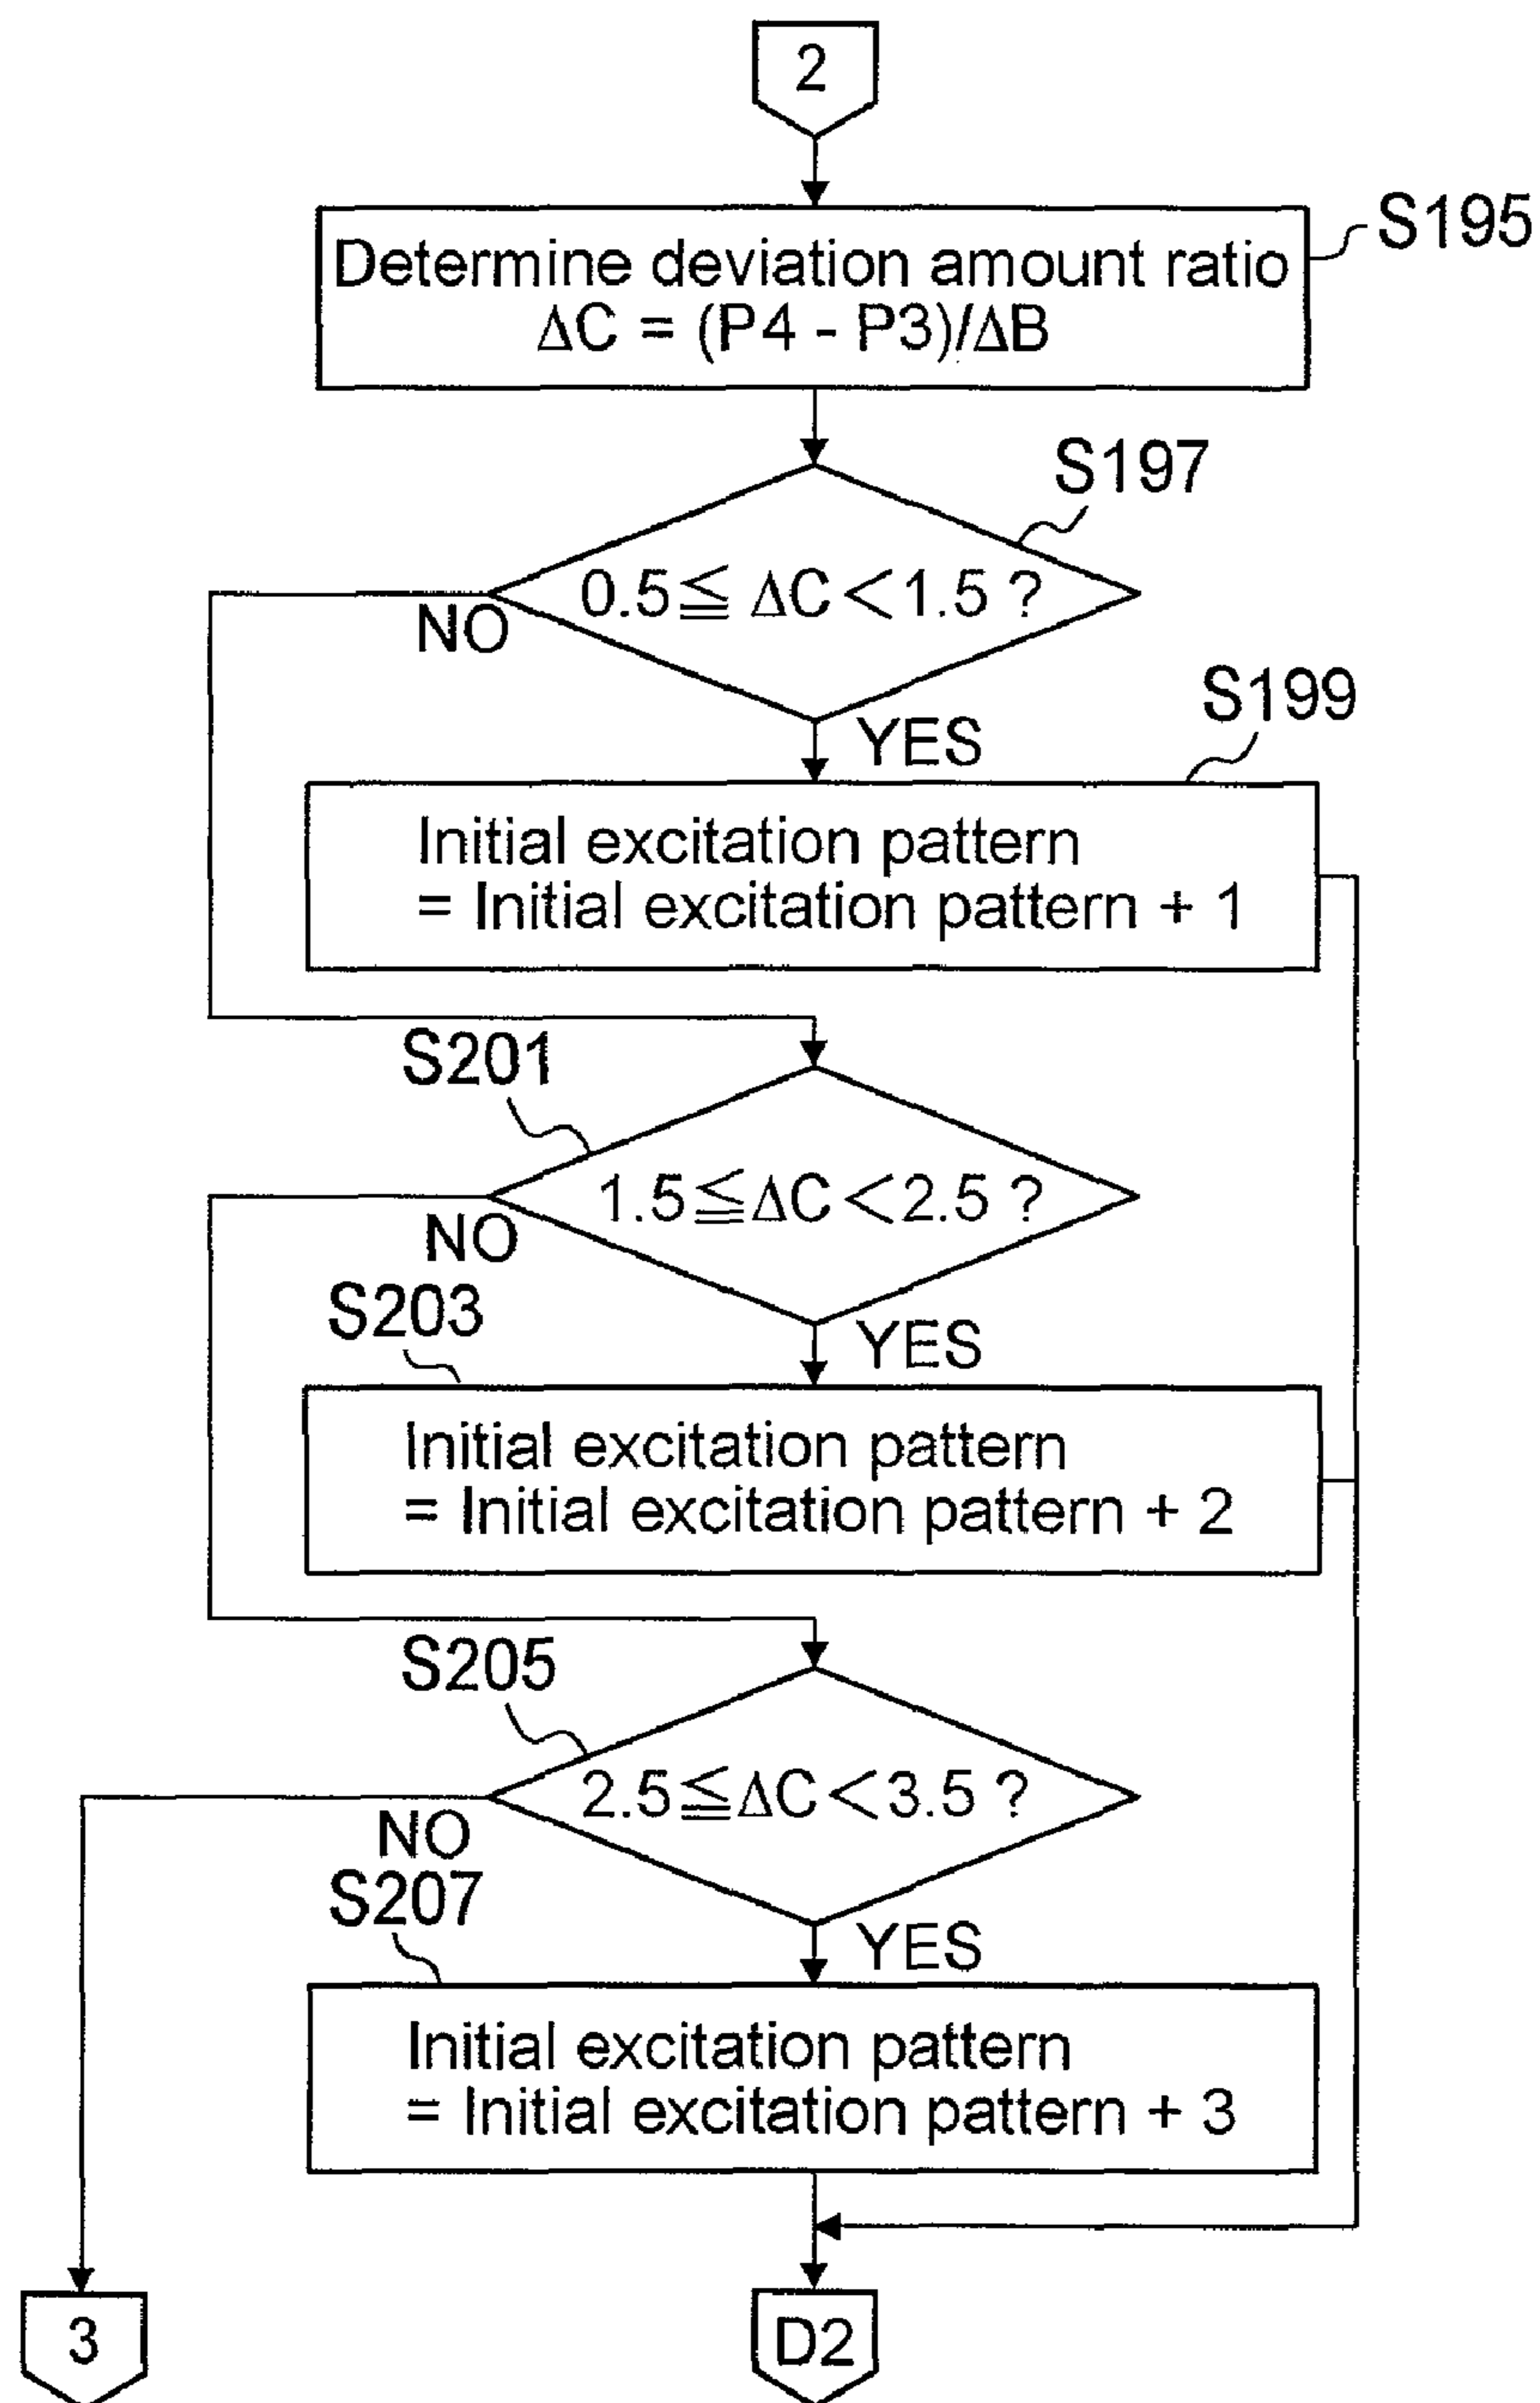 2
S195
Determine deviation amount ratio
ΔC = (P4 - P3)/ΔB
S197
0.5≦ ΔC<1.5 ?
NO
YES
S199
Initial excitation pattern
= Initial excitation pattern + 1
S201
1.5≦ΔC<2.5 ?
NO
YES
S203
Initial excitation pattern
= Initial excitation pattern + 2
S205
2.5≦ΔC<3.5 ?
NO
YES
S207
Initial excitation pattern
= Initial excitation pattern + 3
3
D2